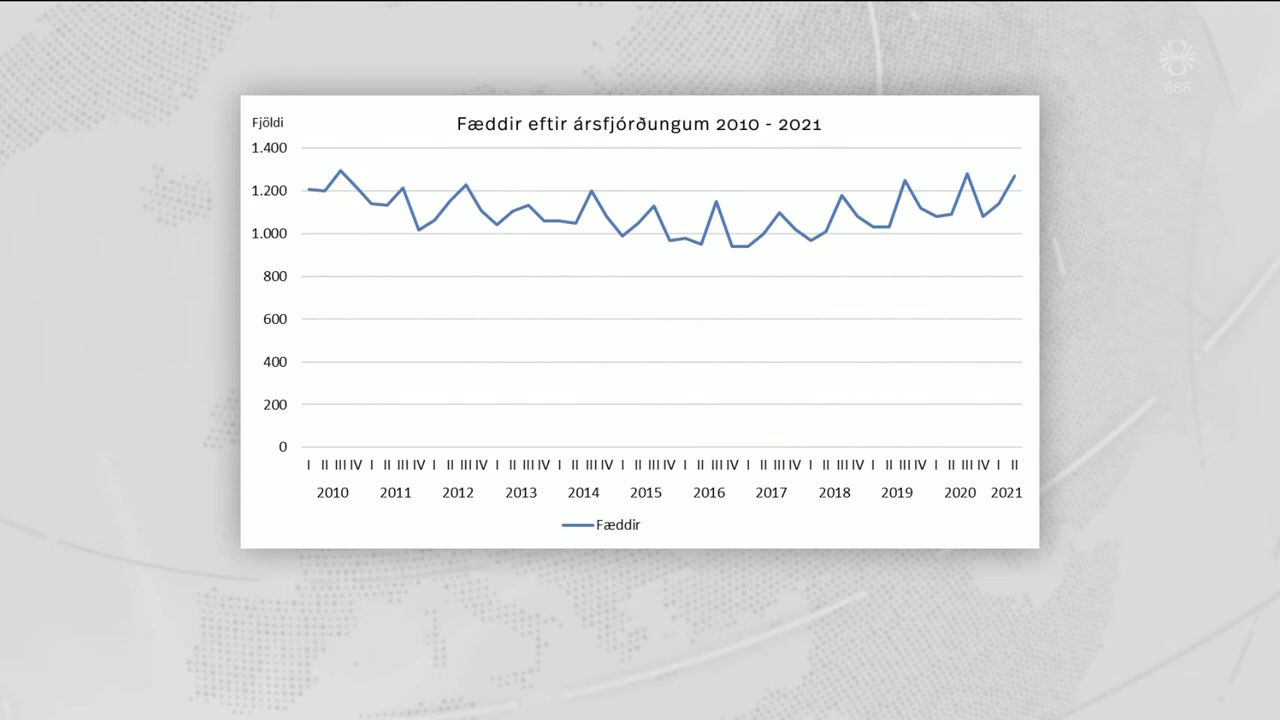 Fjöldi
Fæddir eftir ársfjórðungum 2010 - 2021
1.400
1.200
1.000
800
600
400
200
0
I II III IV I II III IV I II III IV I II III IV I II III IV I II III IV I II III IV I II III IV I II III IV I II III IV I II III IV I II
2010 2011 2012 2013 2014 2015 2016 2017 2018 2019 2020 2021
Fæddir